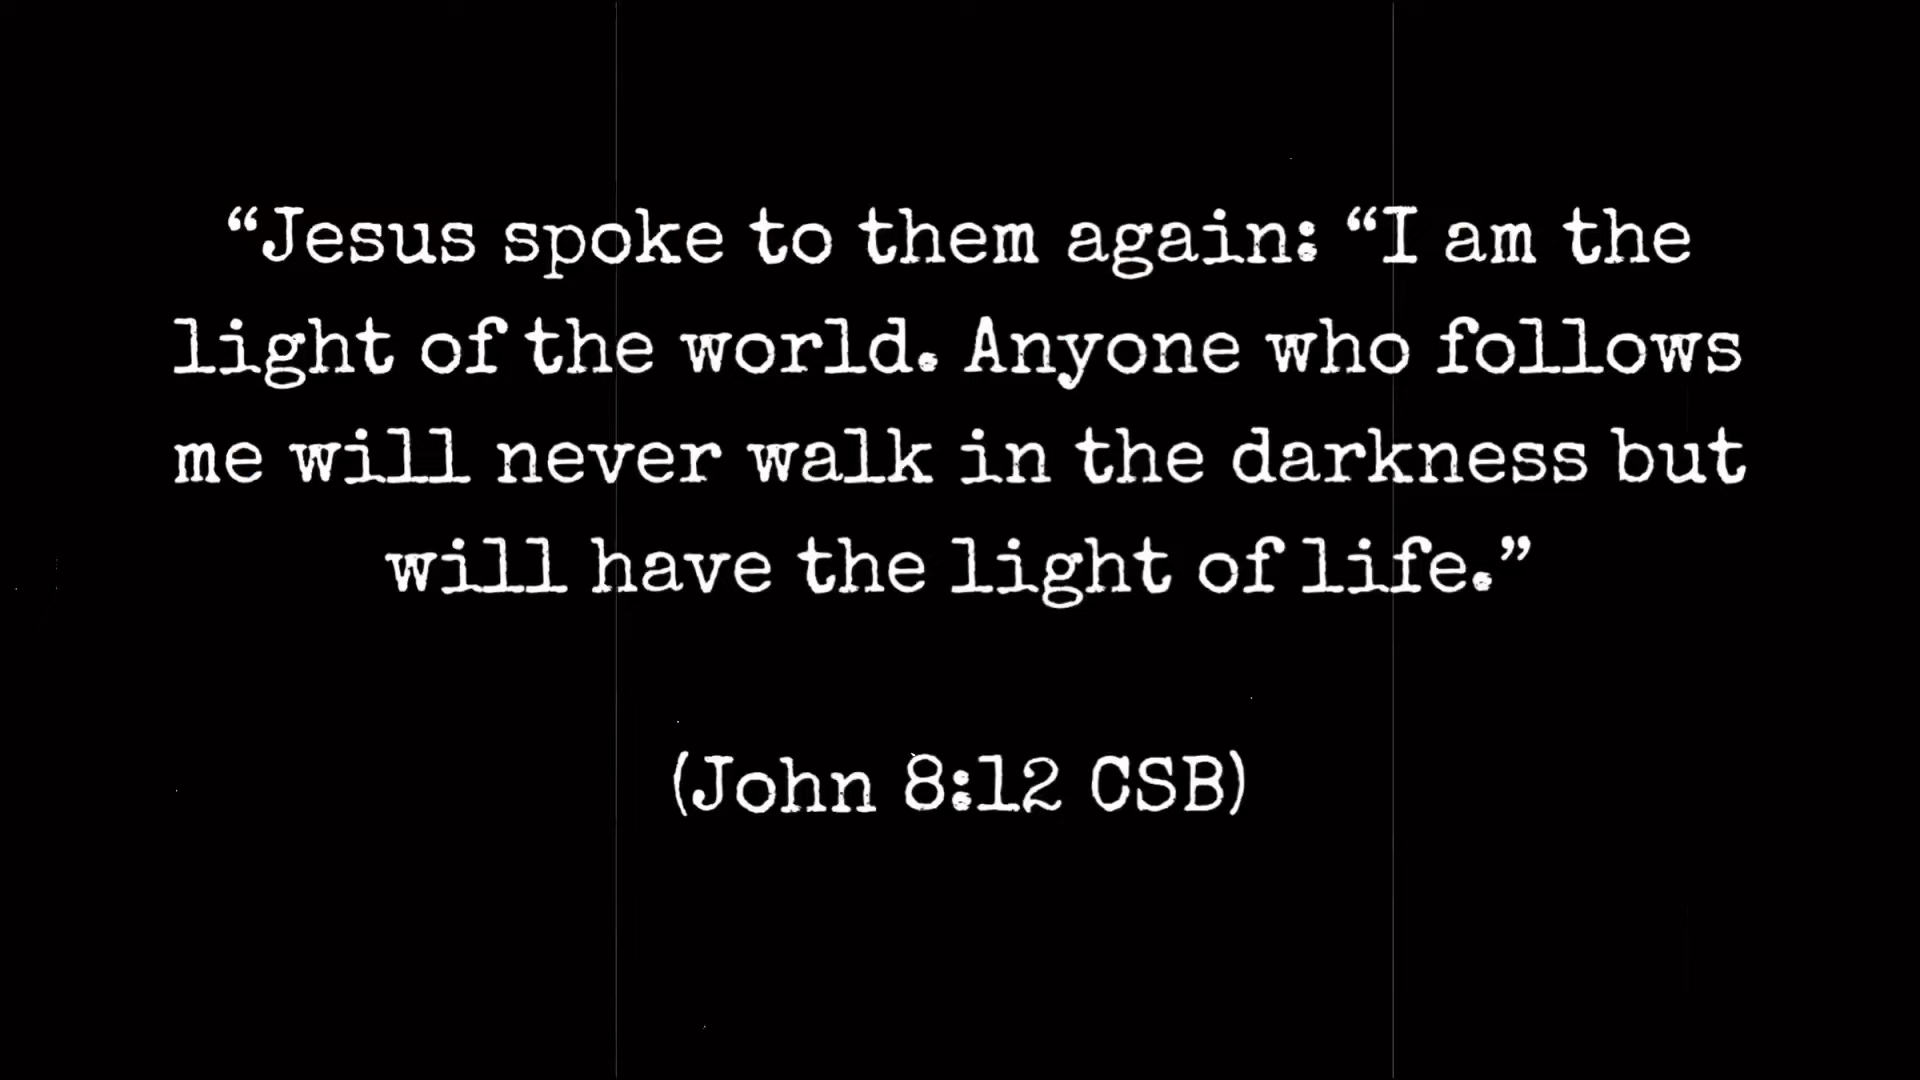 “Jesus spoke to them again: “I am the
light of the world. Anyone who follows
me will never walk in the darkness but
will have the light of life.”
(John 8:12 CSB)